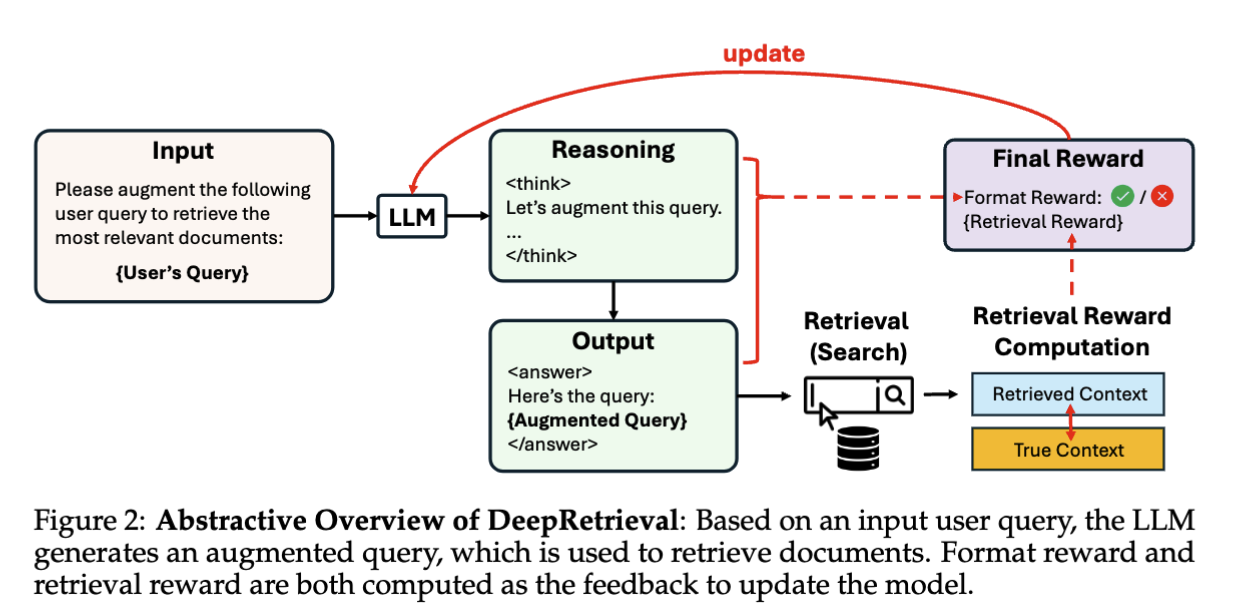 update
Input
Please augment the following
user query to retrieve the
most relevant documents:
{User's Query}
LLM
Reasoning
<think>
Let's augment this query.
...
</think>
Output
<answer>
Here's the query:
{Augmented Query}
</answer>
Retrieval
(Search)
Final Reward
Format Reward: ✓ / ✕
{Retrieval Reward}
Retrieval Reward
Computation
Retrieved Context
True Context
Figure 2: Abstractive Overview of DeepRetrieval: Based on an input user query, the LLM
generates an augmented query, which is used to retrieve documents. Format reward and
retrieval reward are both computed as the feedback to update the model.